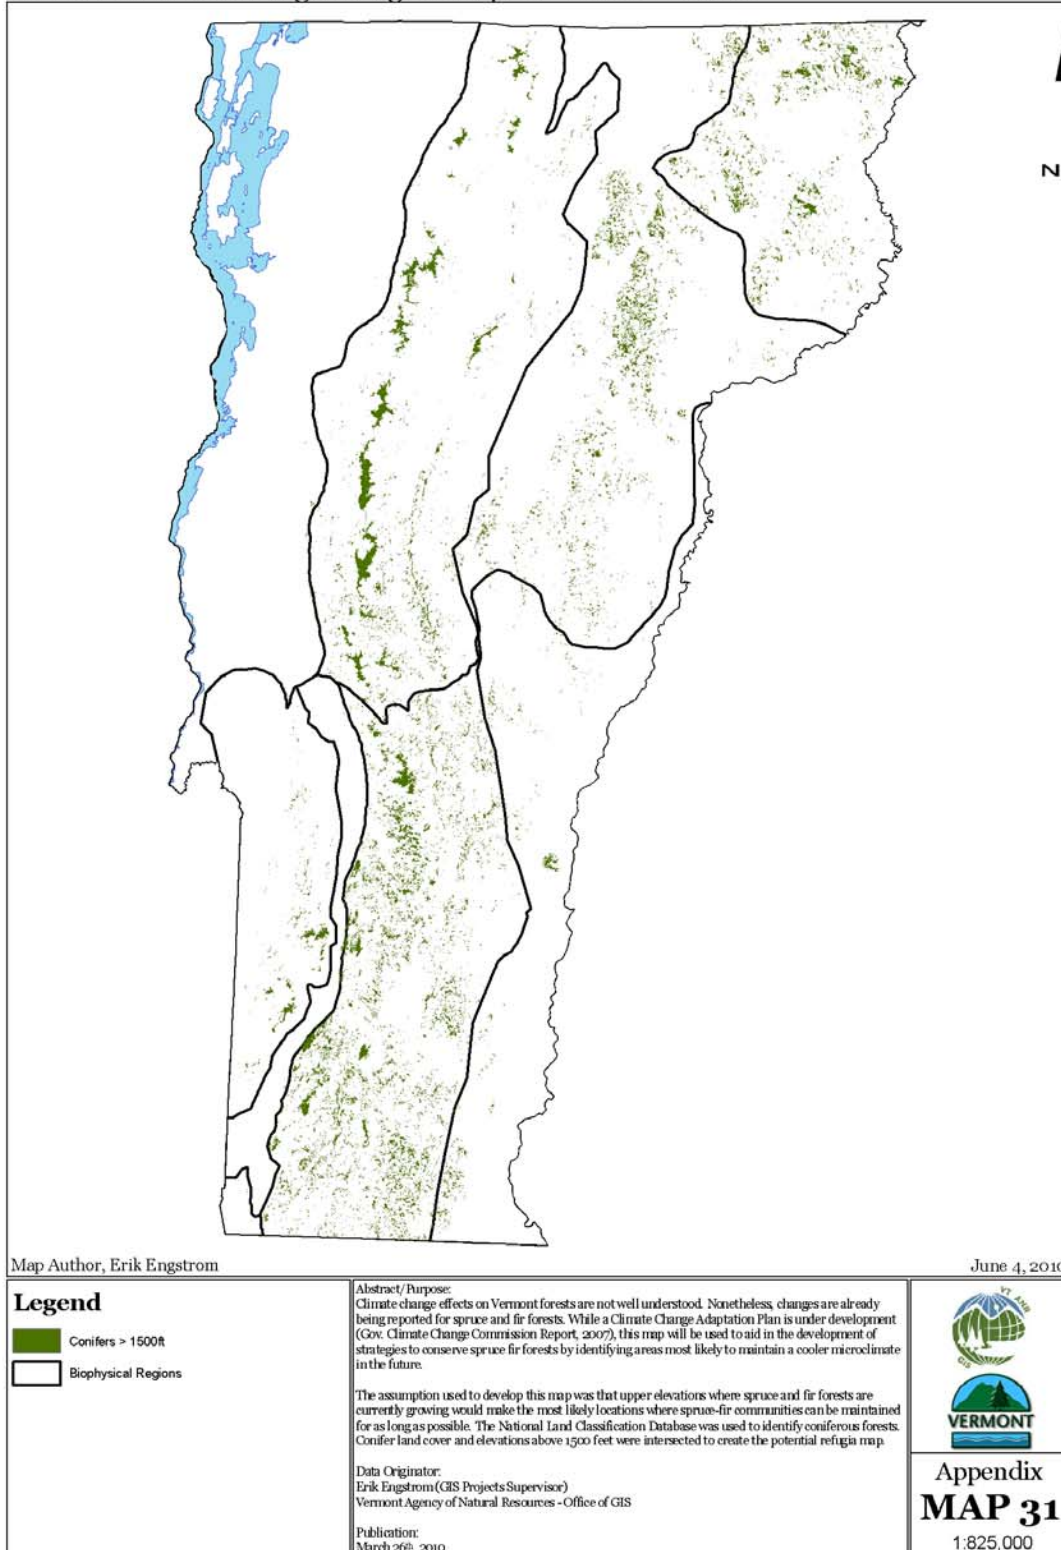 N
Map Author, Erik Engstrom
June 4, 2010
Legend
Conifers > 1500ft
Biophysical Regions
Abstract/Purpose:
Climate change effects on Vermont forests are not well understood. Nonetheless, changes are already
being reported for spruce and fir forests. While a Climate Change Adaptation Plan is under development
(Gov. Climate Change Commission Report, 2007), this map will be used to aid in the development of
strategies to conserve spruce fir forests by identifying areas most likely to maintain a cooler microclimate
in the future.
The assumption used to develop this map was that upper elevations where spruce and fir forests are
currently growing would make the most likely locations where spruce-fir communities can be maintained
for as long as possible. The National Land Classification Database was used to identify coniferous forests.
Conifer land cover and elevations above 1500 feet were intersected to create the potential refugia map.
Data Originator:
Erik Engstrom (GIS Projects Supervisor)
Vermont Agency of Natural Resources - Office of GIS
Publication:
March 26th, 2010
VT ANR
GIS
VERMONT
Appendix
MAP 31
1:825,000